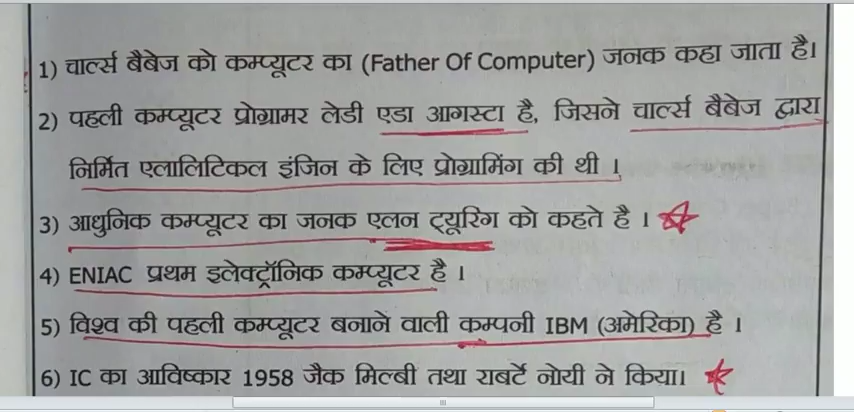 1) चार्ल्स बैबेज को कम्प्यूटर का (Father Of Computer) जनक कहा जाता है।
2) पहली कम्प्यूटर प्रोग्रामर लेडी एडा आगस्टा है, जिसने चार्ल्स बैबेज द्वारा
निर्मित एलालिटिकल इंजिन के लिए प्रोग्रामिंग की थी ।
3) आधुनिक कम्प्यूटर का जनक एलन ट्यूरिंग को कहते है ।
4) ENIAC प्रथम इलेक्ट्रॉनिक कम्प्यूटर है ।
5) विश्व की पहली कम्प्यूटर बनाने वाली कम्पनी IBM (अमेरिका) है ।
6) IC का आविष्कार 1958 जैक मिल्बी तथा राबर्टे नोयी ने किया।